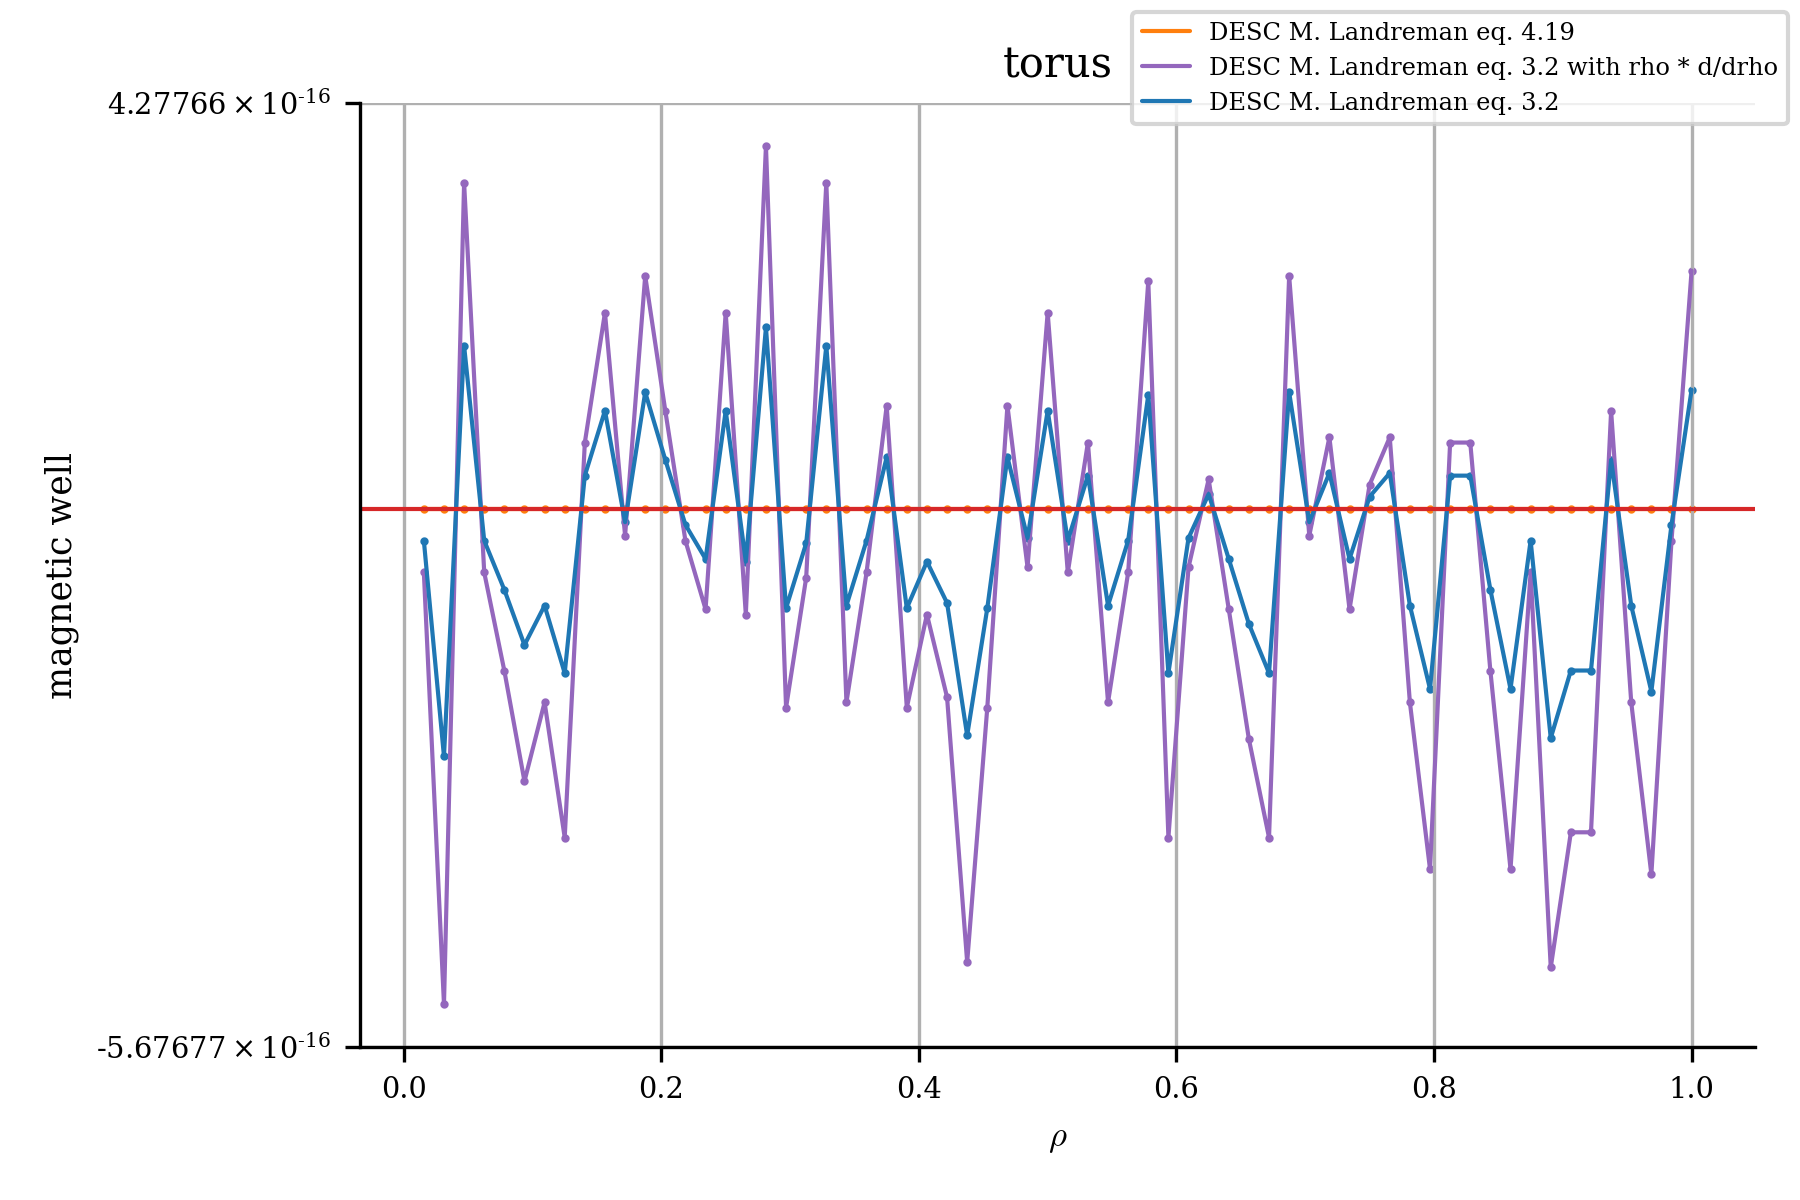 torus
DESC M. Landreman eq. 4.19
DESC M. Landreman eq. 3.2 with rho * d/drho
DESC M. Landreman eq. 3.2
4.27766 × 10⁻¹⁶
magnetic well
-5.67677 × 10⁻¹⁶
0.0 0.2 0.4 0.6 0.8 1.0
ρ